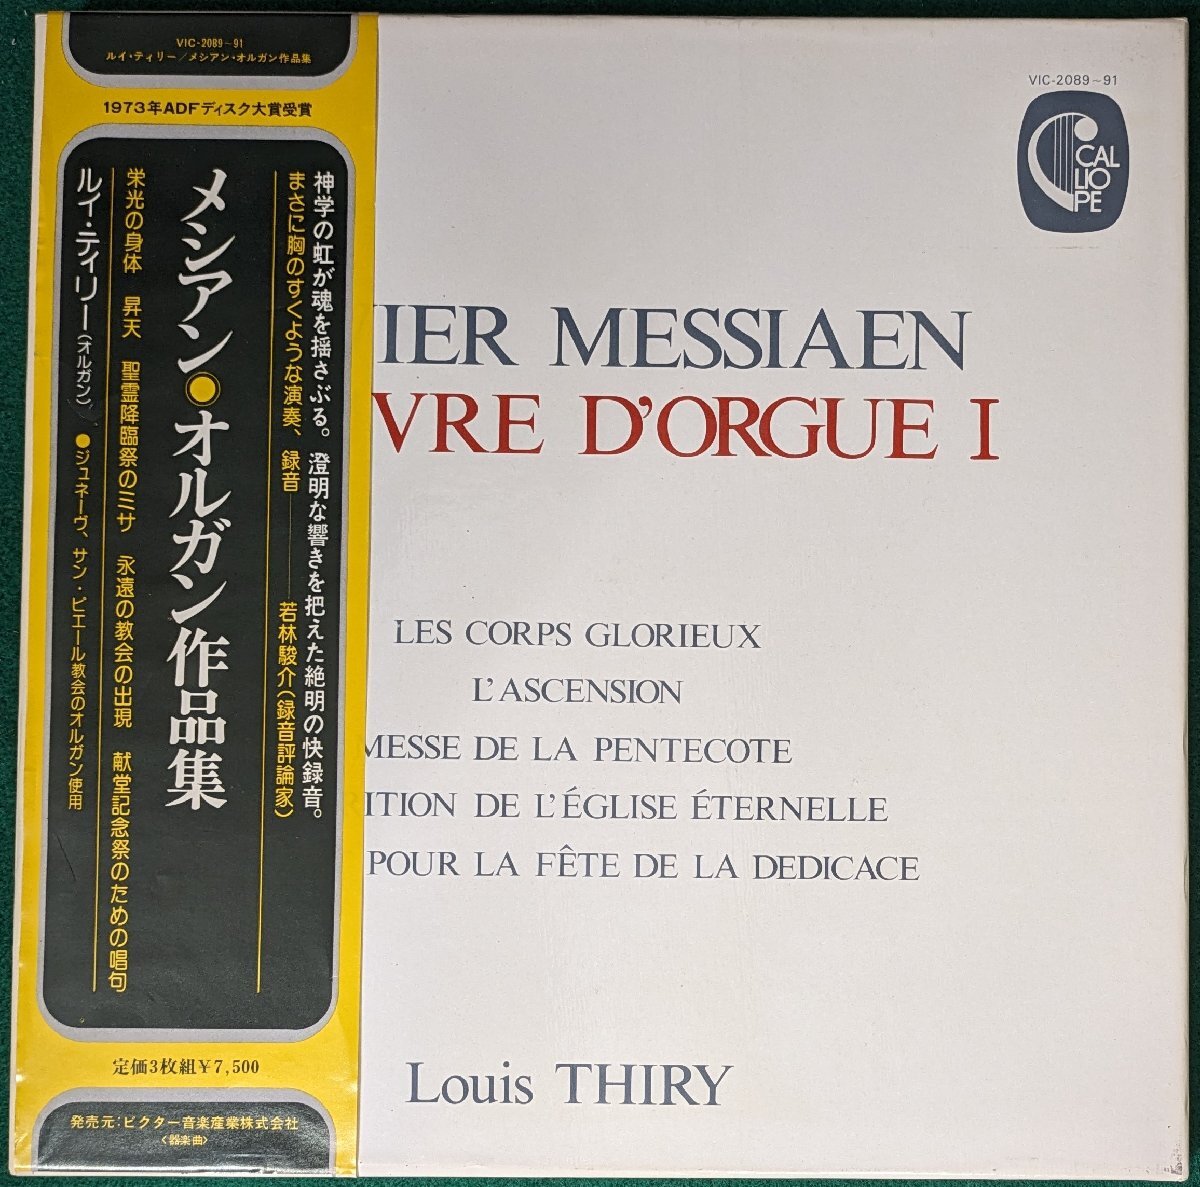 VIC-2089~91
ルイ・ティリー/メシアン・オルガン作品集
1973年ADFディスク大賞受賞
神学の虹が魂を揺さぶる。澄明な響きを把えた絶明の快録音。
まさに胸のすくような演奏、録音――若林駿介(録音評論家)
メシアン●オルガン作品集
栄光の身体 昇天 聖霊降臨祭のミサ 永遠の教会の出現 献堂記念祭のための唱句
ルイ・ティリー(オルガン) ●ジュネーヴ、サン・ピエール教会のオルガン使用
定価3枚組¥7,500
発売元:ビクター音楽産業株式会社
<器楽曲>
VIC-2089~91
CAL
LIO
PE
IER MESSIAEN
VRE D'ORGUE I
LES CORPS GLORIEUX
L'ASCENSION
MESSE DE LA PENTECOTE
ITION DE L'ÉGLISE ÉTERNELLE
POUR LA FÊTE DE LA DEDICACE
Louis THIRY